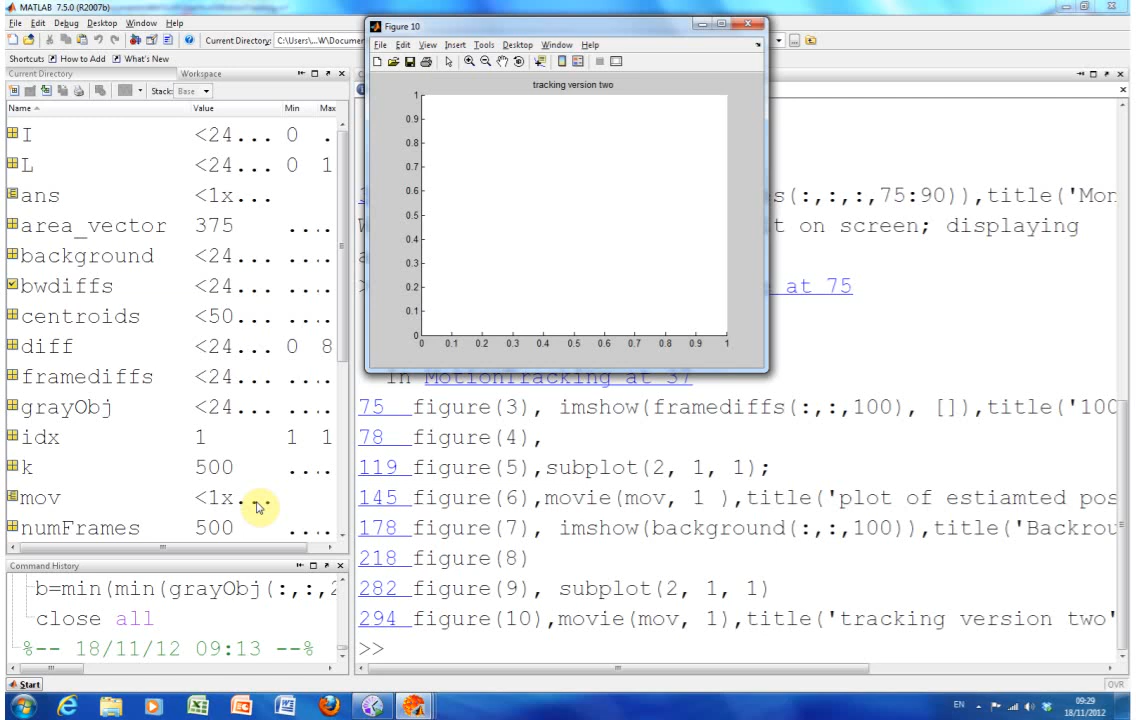 MATLAB 7.5.0 (R2007b)
File Edit Debug Desktop Window Help
Current Directory: C:\Users\...W\Docume
Shortcuts How to Add What's New
Current Directory Workspace
Stack: Base
Name Value Min Max
I <24... 0 .
L <24... 0 1
ans <1x...
area_vector 375 ....
background <24... ....
bwdiffs <24... ....
centroids <50... ....
diff <24... 0 8
framediffs <24... ....
grayObj <24... ....
idx 1 1 1
k 500 ....
mov <1x...
numFrames 500 ....
Command History
b=min(min(grayObj(:,:,2
close all
%-- 18/11/12 09:13 --%
Figure 10
File Edit View Insert Tools Desktop Window Help
tracking version two
1
0.9
0.8
0.7
0.6
0.5
0.4
0.3
0.2
0.1
0
0 0.1 0.2 0.3 0.4 0.5 0.6 0.7 0.8 0.9 1
s(:,:,:,75:90)),title('Mon
t on screen; displaying
at 75
In MotionTracking at 37
75 figure(3), imshow(framediffs(:,:,100), []),title('100
78 figure(4),
119 figure(5),subplot(2, 1, 1);
145 figure(6),movie(mov, 1 ),title('plot of estiamted pos
178 figure(7), imshow(background(:,:,100)),title('Backrou
218 figure(8)
282 figure(9), subplot(2, 1, 1)
294 figure(10),movie(mov, 1),title('tracking version two'
>>
Start
OVR
EN
09:29
18/11/2012